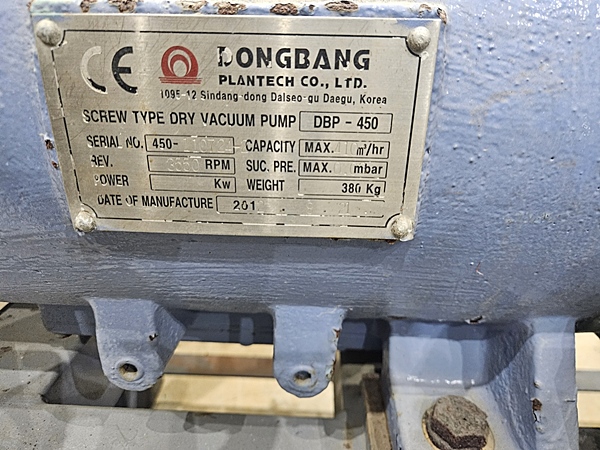 CE DONGBANG
PLANTECH CO., LTD.
1095-12 Sindang-dong Dalseo-gu Daegu, Korea
SCREW TYPE DRY VACUUM PUMP DBP - 450
SERIAL NO. 450- CAPACITY MAX. m³/hr
REV. RPM SUC. PRE. MAX. mbar
POWER Kw WEIGHT 380 Kg
DATE OF MANUFACTURE 201